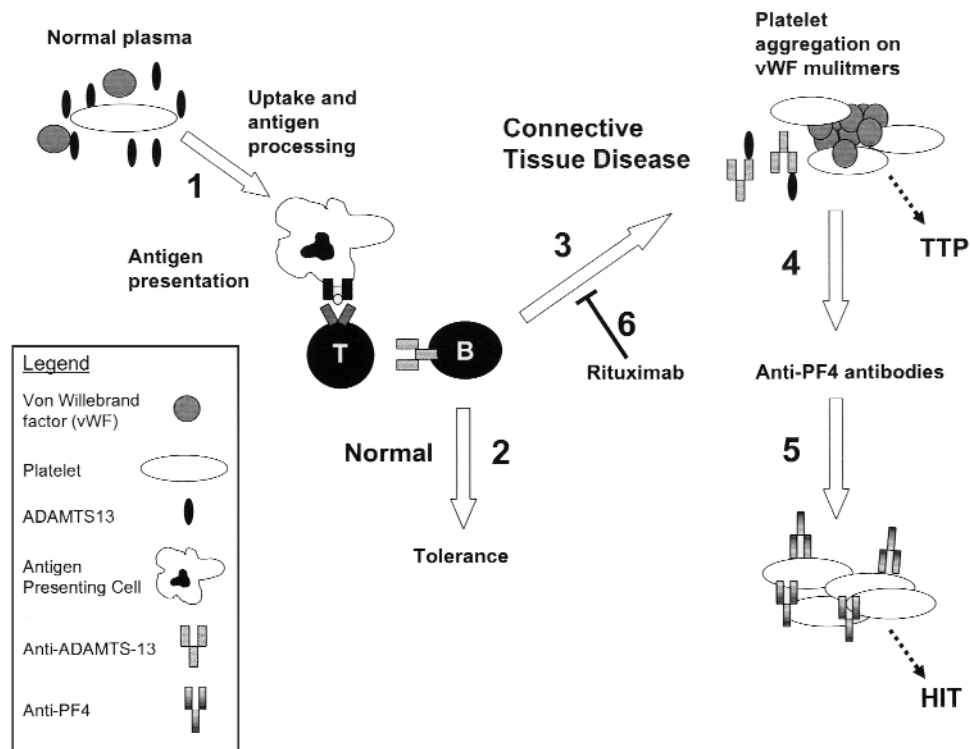 Normal plasma
Uptake and
antigen
processing
1
Antigen
presentation
T
B
Connective
Tissue Disease
3
6
Rituximab
Normal
2
Tolerance
Platelet
aggregation on
vWF mulitmers
TTP
4
Anti-PF4 antibodies
5
HIT
Legend
Von Willebrand
factor (vWF)
Platelet
ADAMTS13
Antigen
Presenting Cell
Anti-ADAMTS-13
Anti-PF4